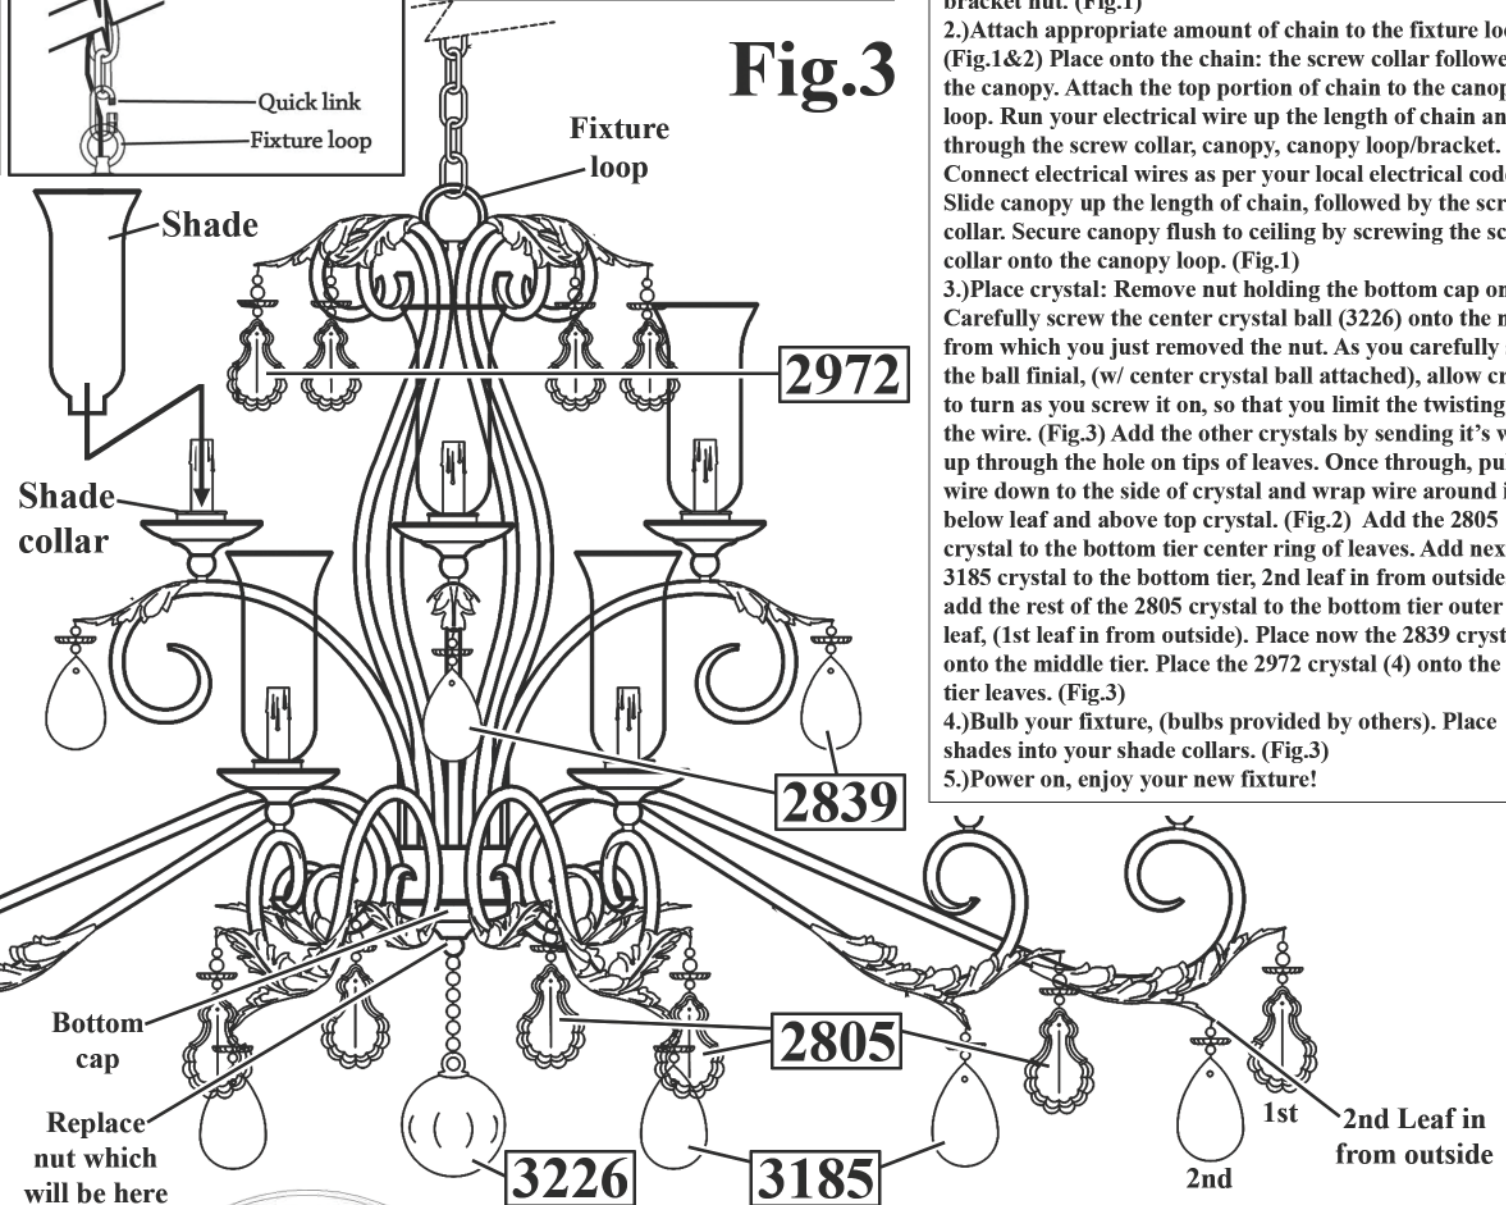 Quick link
Fixture loop
Fig.3
Fixture
loop
Shade
2972
Shade
collar
2839
Bottom
cap
2805
Replace
nut which
will be here
3226
3185
1st
2nd
2nd Leaf in
from outside
bracket nut. (Fig.1)
2.)Attach appropriate amount of chain to the fixture
(Fig.1&2) Place onto the chain: the screw collar
the canopy. Attach the top portion of chain to the
loop. Run your electrical wire up the length of chain
through the screw collar, canopy, canopy loop/bracket.
Connect electrical wires as per your local electrical
Slide canopy up the length of chain, followed by the
collar. Secure canopy flush to ceiling by screwing the
collar onto the canopy loop. (Fig.1)
3.)Place crystal: Remove nut holding the bottom cap
Carefully screw the center crystal ball (3226) onto the
from which you just removed the nut. As you carefully
the ball finial, (w/ center crystal ball attached), allow
to turn as you screw it on, so that you limit the twisting
the wire. (Fig.3) Add the other crystals by sending it’s
up through the hole on tips of leaves. Once through,
wire down to the side of crystal and wrap wire around
below leaf and above top crystal. (Fig.2) Add the 2805
crystal to the bottom tier center ring of leaves. Add
3185 crystal to the bottom tier, 2nd leaf in from outside
add the rest of the 2805 crystal to the bottom tier outer
leaf, (1st leaf in from outside). Place now the 2839
onto the middle tier. Place the 2972 crystal (4) onto the
tier leaves. (Fig.3)
4.)Bulb your fixture, (bulbs provided by others). Place
shades into your shade collars. (Fig.3)
5.)Power on, enjoy your new fixture!